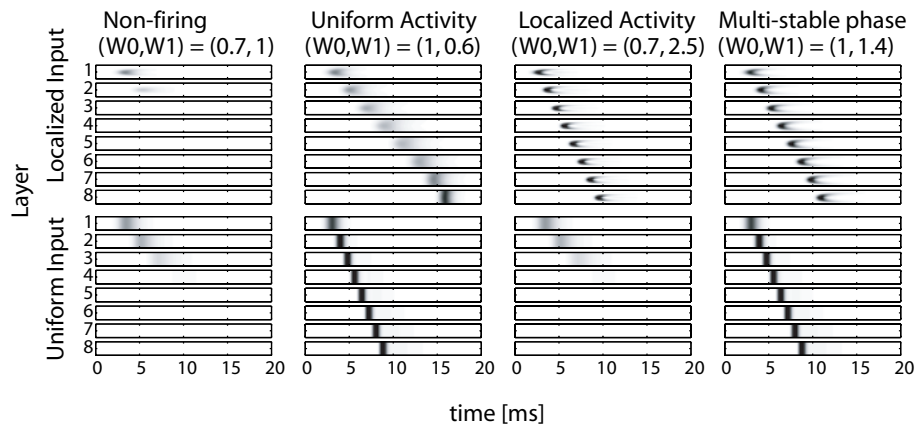 Non-firing
(W0,W1) = (0.7, 1)
Uniform Activity
(W0,W1) = (1, 0.6)
Localized Activity
(W0,W1) = (0.7, 2.5)
Multi-stable phase
(W0,W1) = (1, 1.4)
Layer
Localized Input
1
2
3
4
5
6
7
8
Uniform Input
1
2
3
4
5
6
7
8
0 5 10 15 20
0 5 10 15 20
0 5 10 15 20
0 5 10 15 20
time [ms]